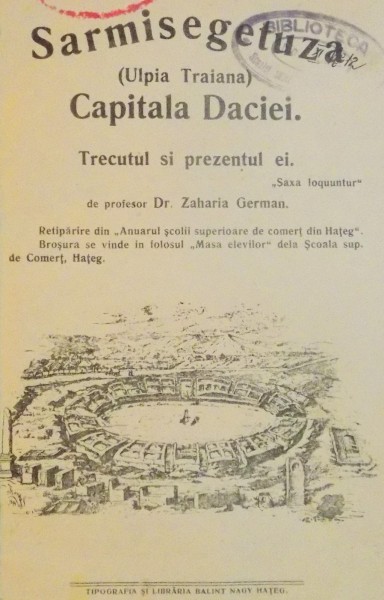 Sarmisegetuza
BIBLIOTECA
(Ulpia Traiana)
Capitala Daciei.
Trecutul si prezentul ei.
„Saxa loquuntur“
de profesor Dr. Zaharia German.
Retipărire din „Anuarul școlii superioare de comerț din Hațeg“.
Broșura se vinde in folosul „Masa elevilor“ dela Școala sup.
de Comerț, Hațeg.
TIPOGRAFIA ȘI LIBRĂRIA BALINT NAGY HAȚEG.